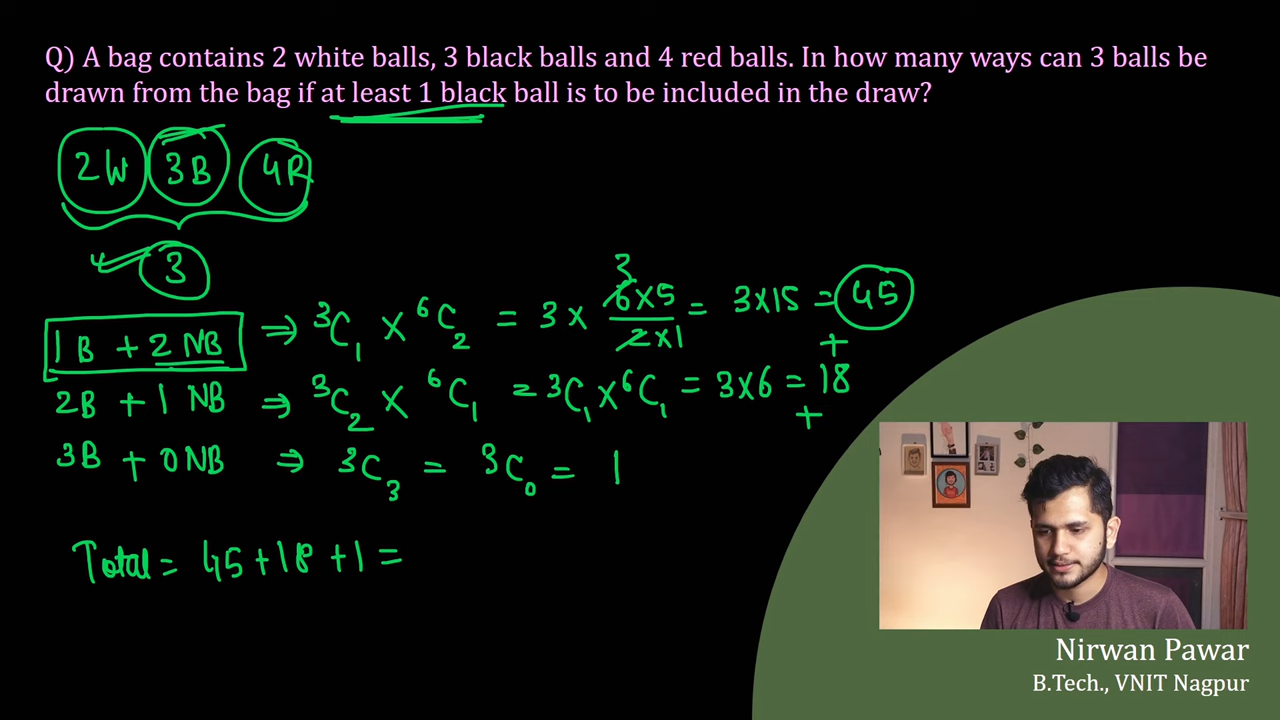 Q) A bag contains 2 white balls, 3 black balls and 4 red balls. In how many ways can 3 balls be
drawn from the bag if at least 1 black ball is to be included in the draw?
2W 3B 4R
3
1B + 2 NB ⇒ ³C₁ × ⁶C₂ = 3 × 6×5/2×1 = 3×15 = 45
3
+
2B + 1 NB ⇒ ³C₂ × ⁶C₁ = ³C₁ × ⁶C₁ = 3×6 = 18
+
3B + 0NB ⇒ ³C₃ = ³C₀ = 1
Total = 45+18+1 =
Nirwan Pawar
B.Tech., VNIT Nagpur